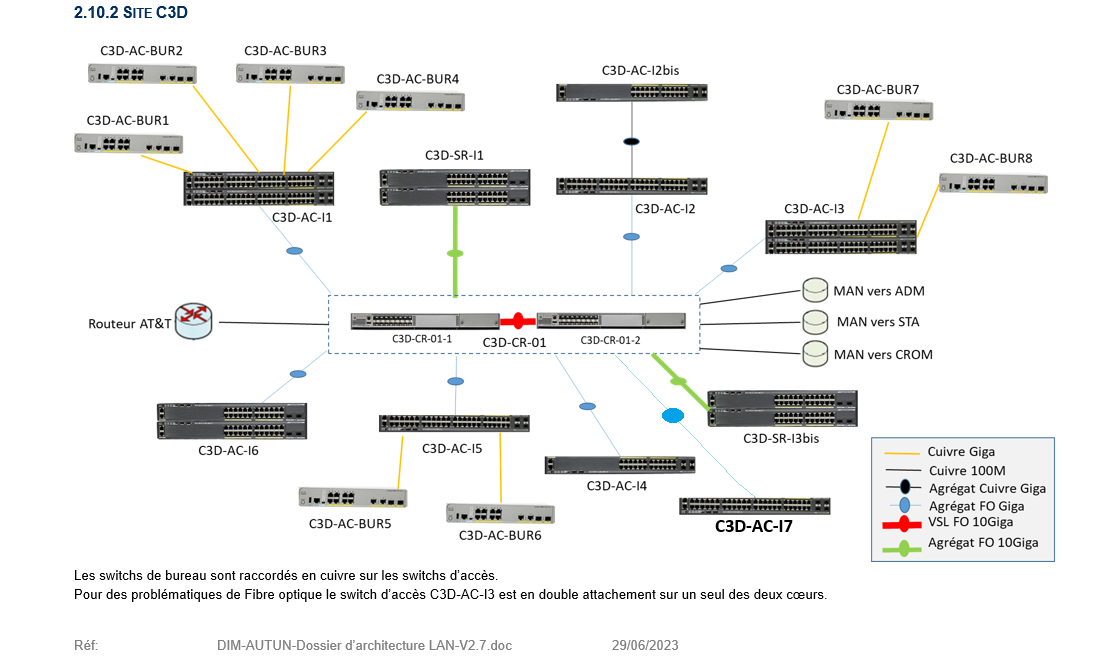 2.10.2 SITE C3D
C3D-AC-BUR2
C3D-AC-BUR3
C3D-AC-BUR4
C3D-AC-I2bis
C3D-AC-BUR7
C3D-AC-BUR1
C3D-SR-I1
C3D-AC-BUR8
C3D-AC-I1
C3D-AC-I2
C3D-AC-I3
MAN vers ADM
Routeur AT&T
MAN vers STA
C3D-CR-01-1
C3D-CR-01
C3D-CR-01-2
MAN vers CROM
C3D-AC-I6
C3D-AC-I5
C3D-SR-I3bis
C3D-AC-I4
C3D-AC-BUR5
C3D-AC-BUR6
C3D-AC-I7
Cuivre Giga
Cuivre 100M
Agrégat Cuivre Giga
Agrégat FO Giga
VSL FO 10Giga
Agrégat FO 10Giga
Les switchs de bureau sont raccordés en cuivre sur les switchs d’accès.
Pour des problématiques de Fibre optique le switch d’accès C3D-AC-I3 est en double attachement sur un seul des deux cœurs.
Réf: DIM-AUTUN-Dossier d’architecture LAN-V2.7.doc 29/06/2023